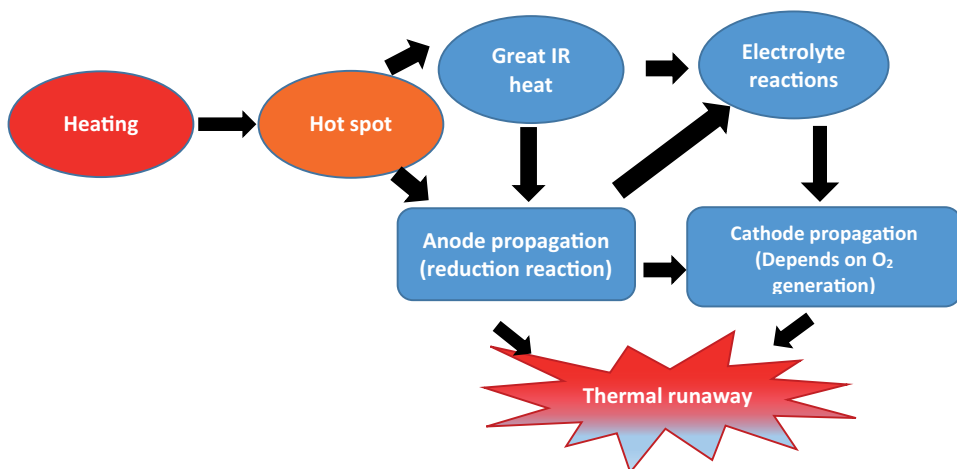 Heating
Hot spot
Great IR
heat
Electrolyte
reactions
Anode propagation
(reduction reaction)
Cathode propagation
(Depends on O₂
generation)
Thermal runaway